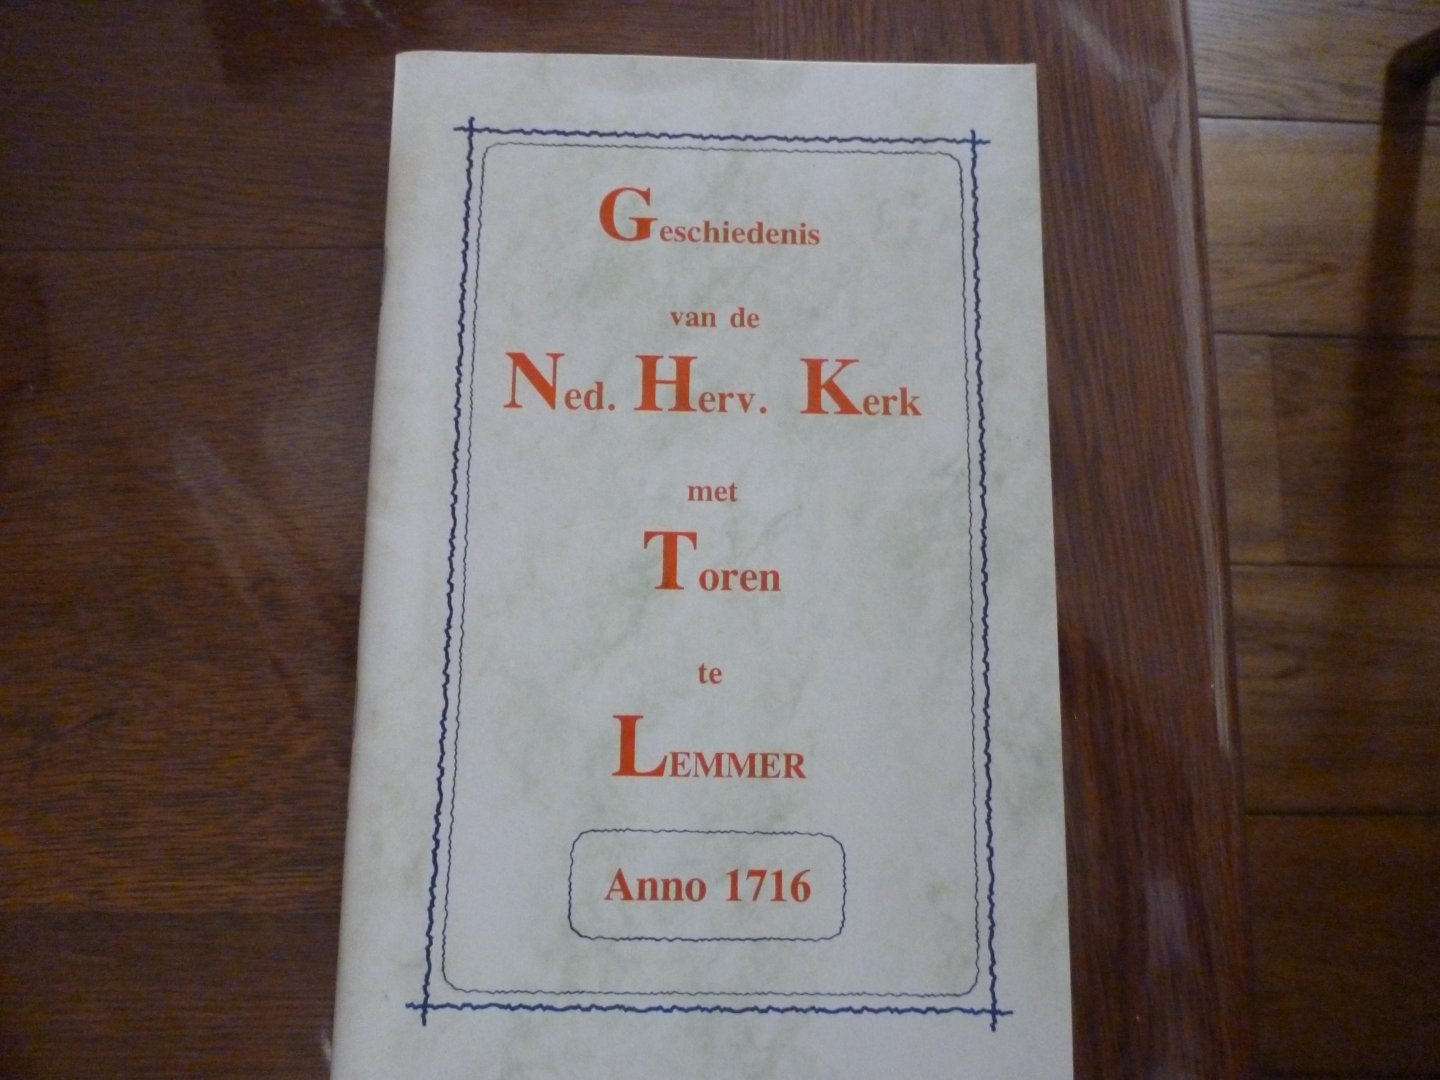 Geschiedenis
van de
Ned. Herv. Kerk
met
Toren
te
LEMMER
Anno 1716